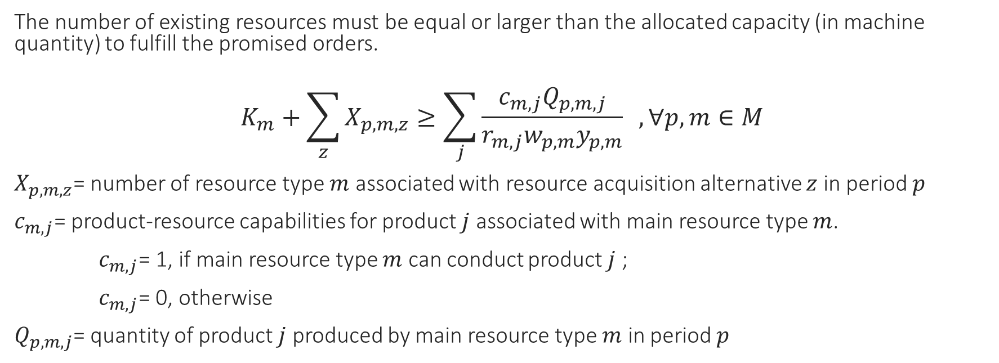 The number of existing resources must be equal or larger than the allocated capacity (in machine
quantity) to fulfill the promised orders.
$K_m + \sum_z X_{p,m,z} \geq \sum_j \frac{c_{m,j} Q_{p,m,j}}{r_{m,j} w_{p,m} y_{p,m}} \; , \forall p, m \in M$
$X_{p,m,z}$= number of resource type $m$ associated with resource acquisition alternative $z$ in period $p$
$c_{m,j}$= product-resource capabilities for product $j$ associated with main resource type $m$.
$c_{m,j}$= 1, if main resource type $m$ can conduct product $j$ ;
$c_{m,j}$= 0, otherwise
$Q_{p,m,j}$= quantity of product $j$ produced by main resource type $m$ in period $p$